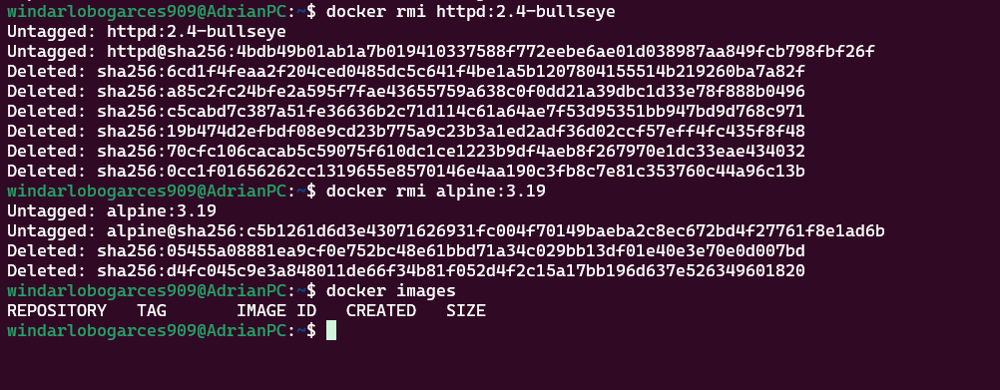 windarlobogarces909@AdrianPC:~$ docker rmi httpd:2.4-bullseye
Untagged: httpd:2.4-bullseye
Untagged: httpd@sha256:4bdb49b01ab1a7b019410337588f772eebe6ae01d038987aa849fcb798fbf26f
Deleted: sha256:6cd1f4feaa2f204ced0485dc5c641f4be1a5b1207804155514b219260ba7a82f
Deleted: sha256:a85c2fc24bfe2a595f7fae43655759a638c0f0dd21a39dbc1d33e78f888b0496
Deleted: sha256:c5cabd7c387a51fe36636b2c71d114c61a64ae7f53d95351bb947bd9d768c971
Deleted: sha256:19b474d2efbdf08e9cd23b775a9c23b3a1ed2adf36d02ccf57eff4fc435f8f48
Deleted: sha256:70cfc106cacab5c59075f610dc1ce1223b9df4aeb8f267970e1dc33eae434032
Deleted: sha256:0cc1f01656262cc1319655e8570146e4aa190c3fb8c7e81c353760c44a96c13b
windarlobogarces909@AdrianPC:~$ docker rmi alpine:3.19
Untagged: alpine:3.19
Untagged: alpine@sha256:c5b1261d6d3e43071626931fc004f70149baeba2c8ec672bd4f27761f8e1ad6b
Deleted: sha256:05455a08881ea9cf0e752bc48e61bbd71a34c029bb13df01e40e3e70e0d007bd
Deleted: sha256:d4fc045c9e3a848011de66f34b81f052d4f2c15a17bb196d637e526349601820
windarlobogarces909@AdrianPC:~$ docker images
REPOSITORY   TAG       IMAGE ID   CREATED   SIZE
windarlobogarces909@AdrianPC:~$